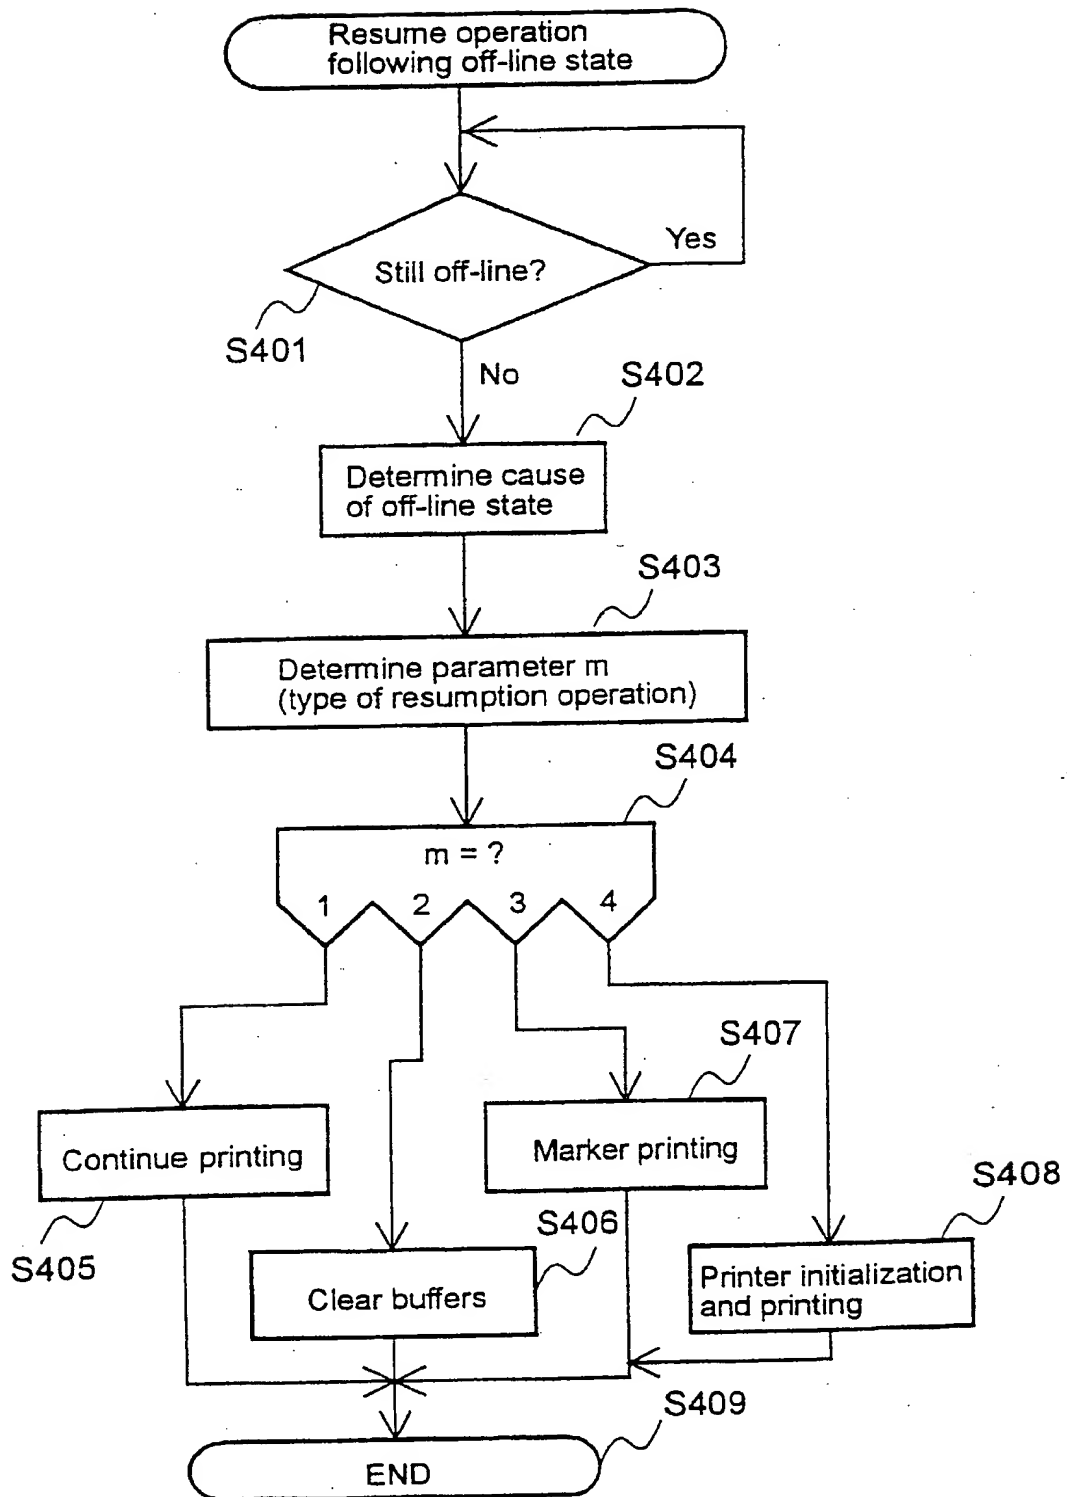 Resume operation
following off-line state
Still off-line?
Yes
S401
No
S402
Determine cause
of off-line state
S403
Determine parameter m
(type of resumption operation)
S404
m = ?
1 2 3 4
S407
Continue printing
Marker printing
S408
S405
S406
Clear buffers
Printer initialization
and printing
S409
END